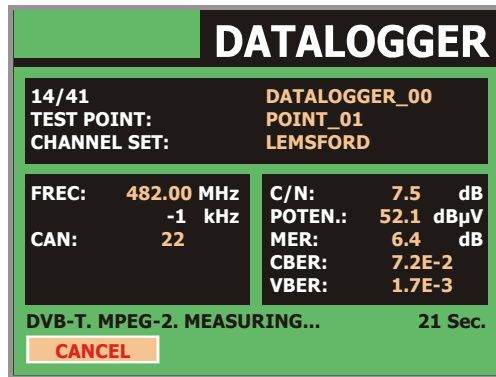 DATALOGGER
14/41 DATALOGGER_00
TEST POINT: POINT_01
CHANNEL SET: LEMSFORD
FREC: 482.00 MHz
-1 kHz
CAN: 22
C/N: 7.5 dB
POTEN.: 52.1 dBµV
MER: 6.4 dB
CBER: 7.2E-2
VBER: 1.7E-3
DVB-T. MPEG-2. MEASURING... 21 Sec.
CANCEL